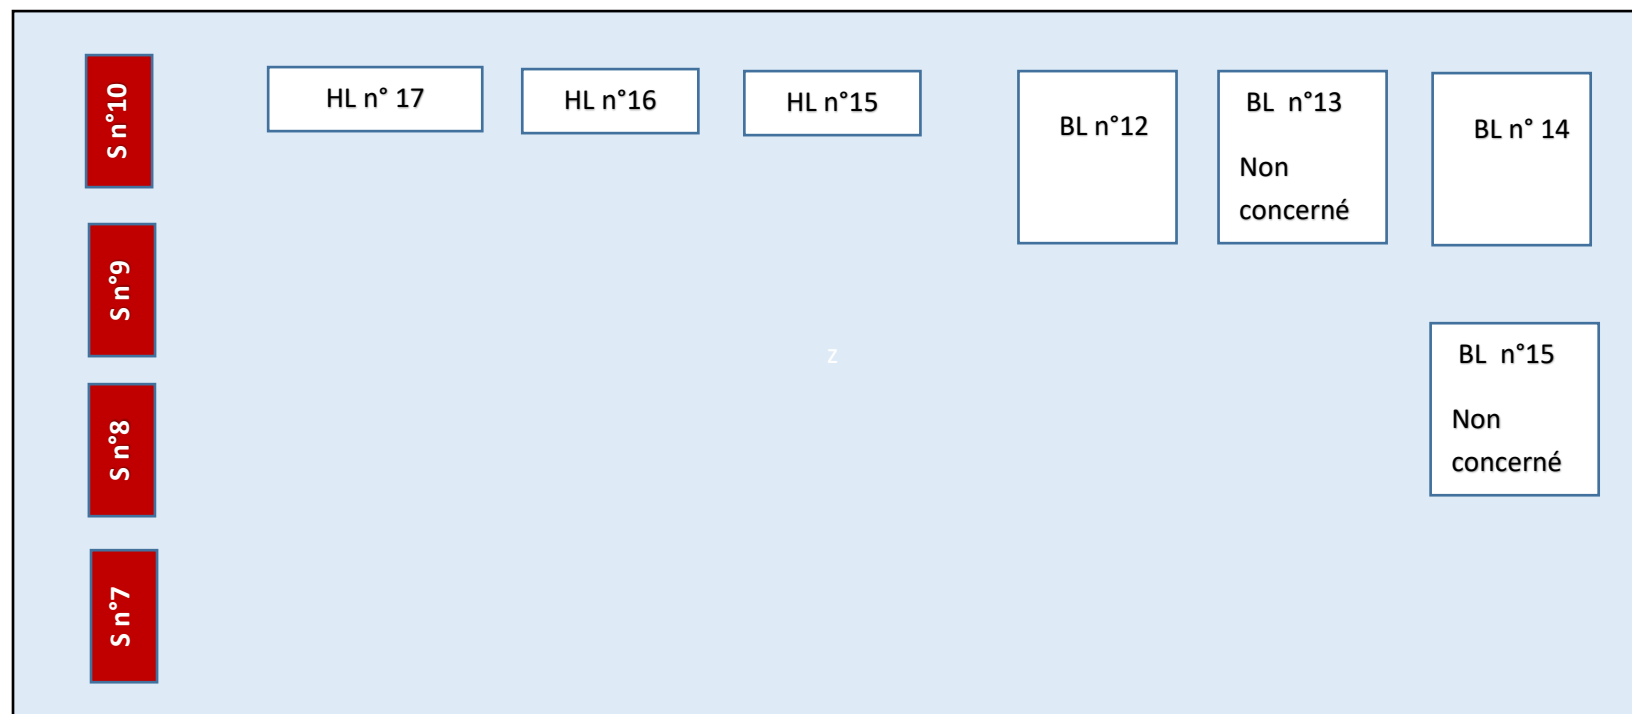 S n°10
HL n° 17
HL n°16
HL n°15
BL n°12
BL  n°13
Non
concerné
BL n° 14
S n°9
z
BL  n°15
Non
concerné
S n°8
S n°7